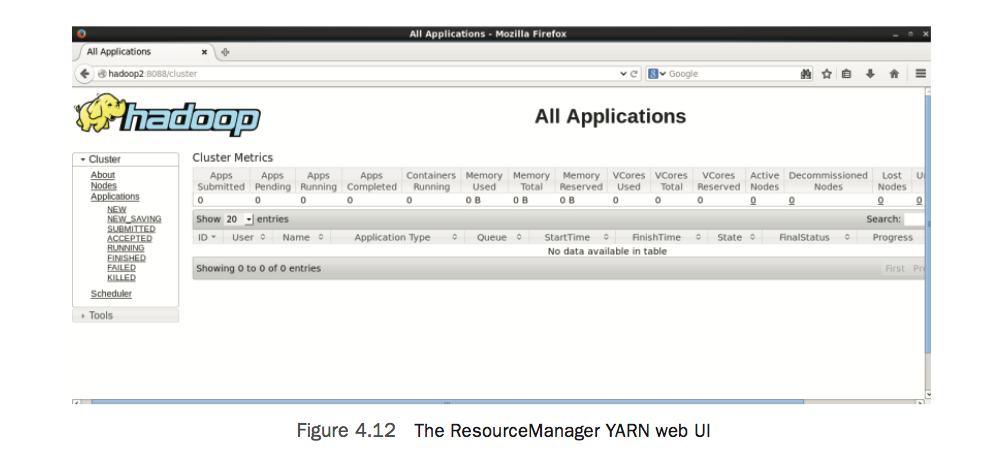 All Applications - Mozilla Firefox
All Applications
hadoop2:8088/cluster
Google
hadoop
All Applications
Cluster
About
Nodes
Applications
NEW
NEW_SAVING
SUBMITTED
ACCEPTED
RUNNING
FINISHED
FAILED
KILLED
Scheduler
Tools
Cluster Metrics
Apps Submitted Apps Pending Apps Running Apps Completed Containers Running Memory Used Memory Total Memory Reserved VCores Used VCores Total VCores Reserved Active Nodes Decommissioned Nodes Lost Nodes
0 0 0 0 0 0 B 0 B 0 B 0 0 0 0 0 0 0
Show 20 entries Search:
ID User Name Application Type Queue StartTime FinishTime State FinalStatus Progress
No data available in table
Showing 0 to 0 of 0 entries First
Figure 4.12 The ResourceManager YARN web UI